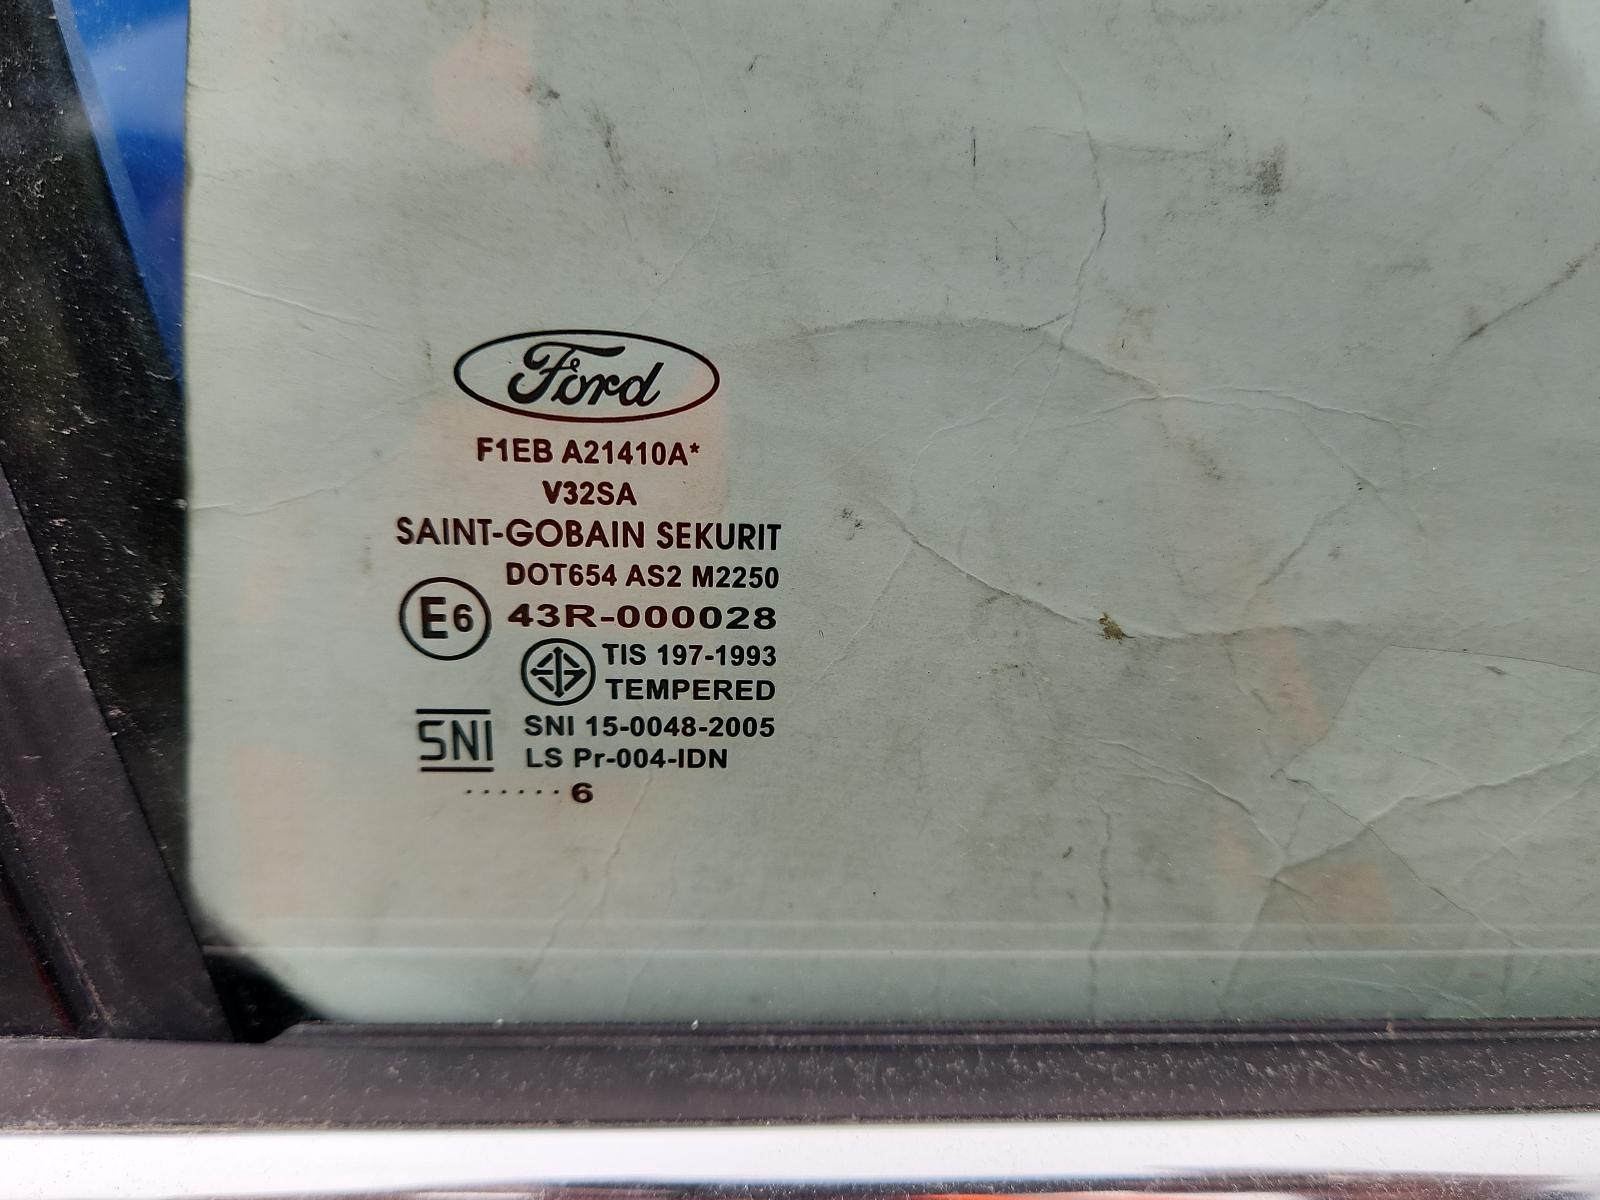 Ford
F1EB A21410A*
V32SA
SAINT-GOBAIN SEKURIT
DOT654 AS2 M2250
E6 43R-000028
TIS 197-1993
TEMPERED
SNI SNI 15-0048-2005
LS Pr-004-IDN
······6